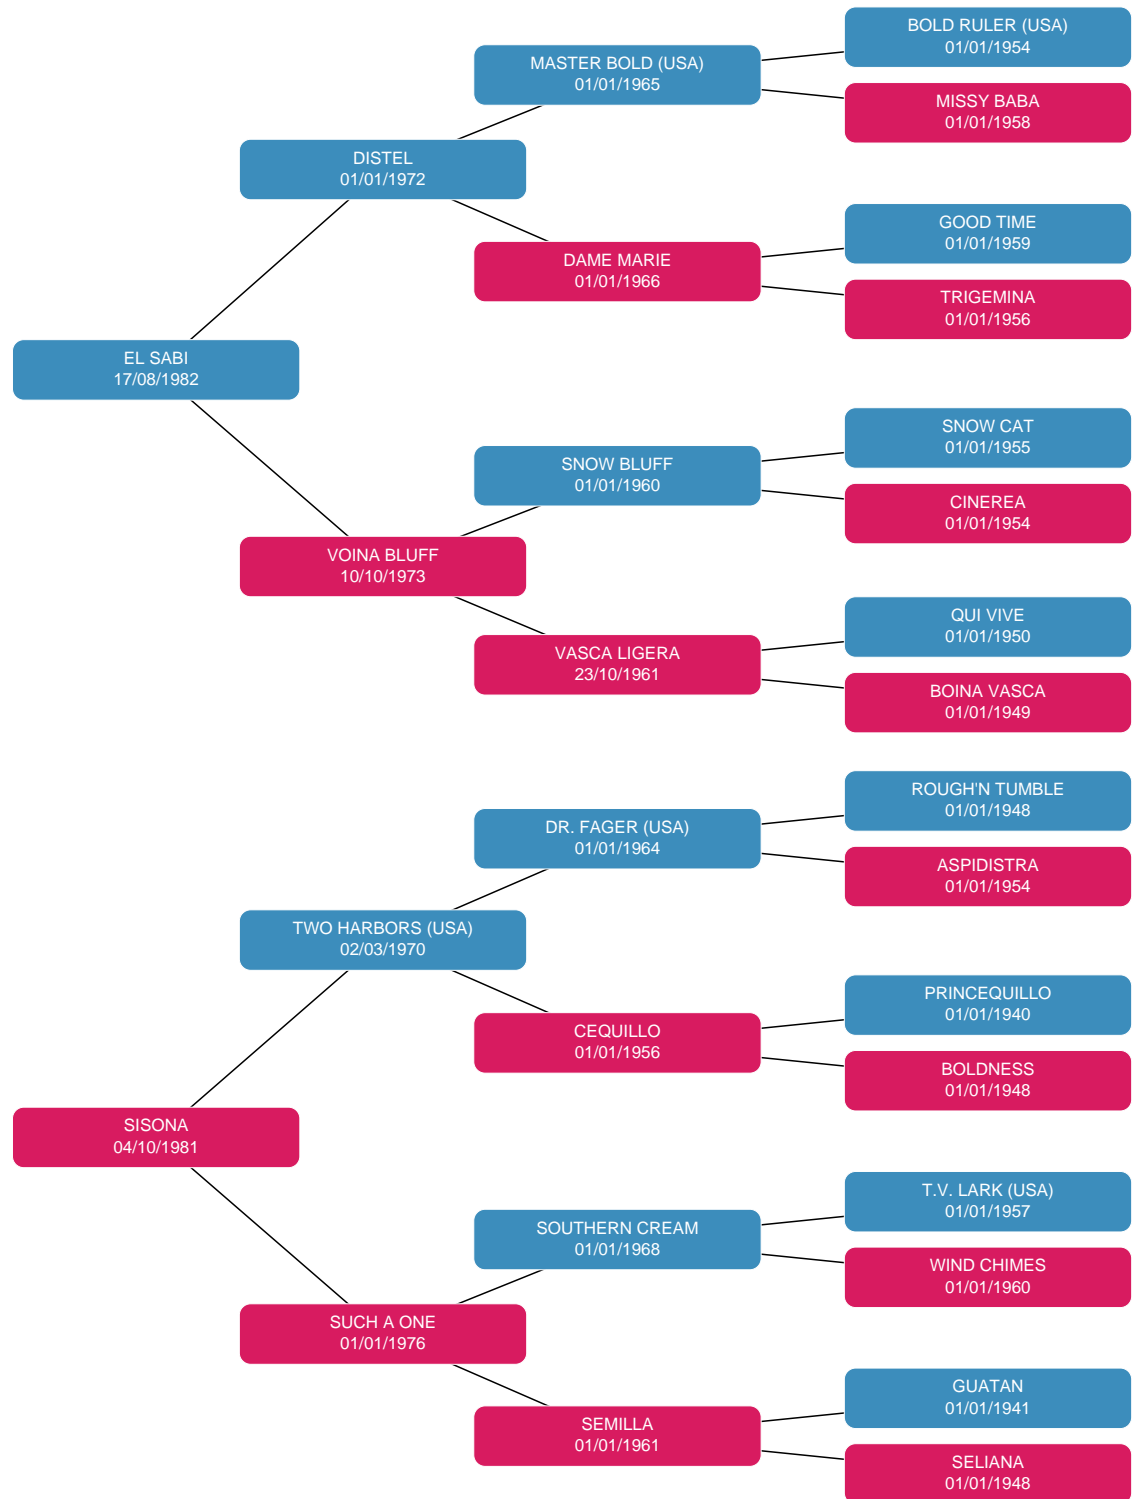 BOLD RULER (USA)
01/01/1954
MASTER BOLD (USA)
01/01/1965
MISSY BABA
01/01/1958
DISTEL
01/01/1972
GOOD TIME
01/01/1959
DAME MARIE
01/01/1966
TRIGEMINA
01/01/1956
EL SABI
17/08/1982
SNOW CAT
01/01/1955
SNOW BLUFF
01/01/1960
CINEREA
01/01/1954
VOINA BLUFF
10/10/1973
QUI VIVE
01/01/1950
VASCA LIGERA
23/10/1961
BOINA VASCA
01/01/1949
ROUGH'N TUMBLE
01/01/1948
DR. FAGER (USA)
01/01/1964
ASPIDISTRA
01/01/1954
TWO HARBORS (USA)
02/03/1970
PRINCEQUILLO
01/01/1940
CEQUILLO
01/01/1956
BOLDNESS
01/01/1948
SISONA
04/10/1981
T.V. LARK (USA)
01/01/1957
SOUTHERN CREAM
01/01/1968
WIND CHIMES
01/01/1960
SUCH A ONE
01/01/1976
GUATAN
01/01/1941
SEMILLA
01/01/1961
SELIANA
01/01/1948